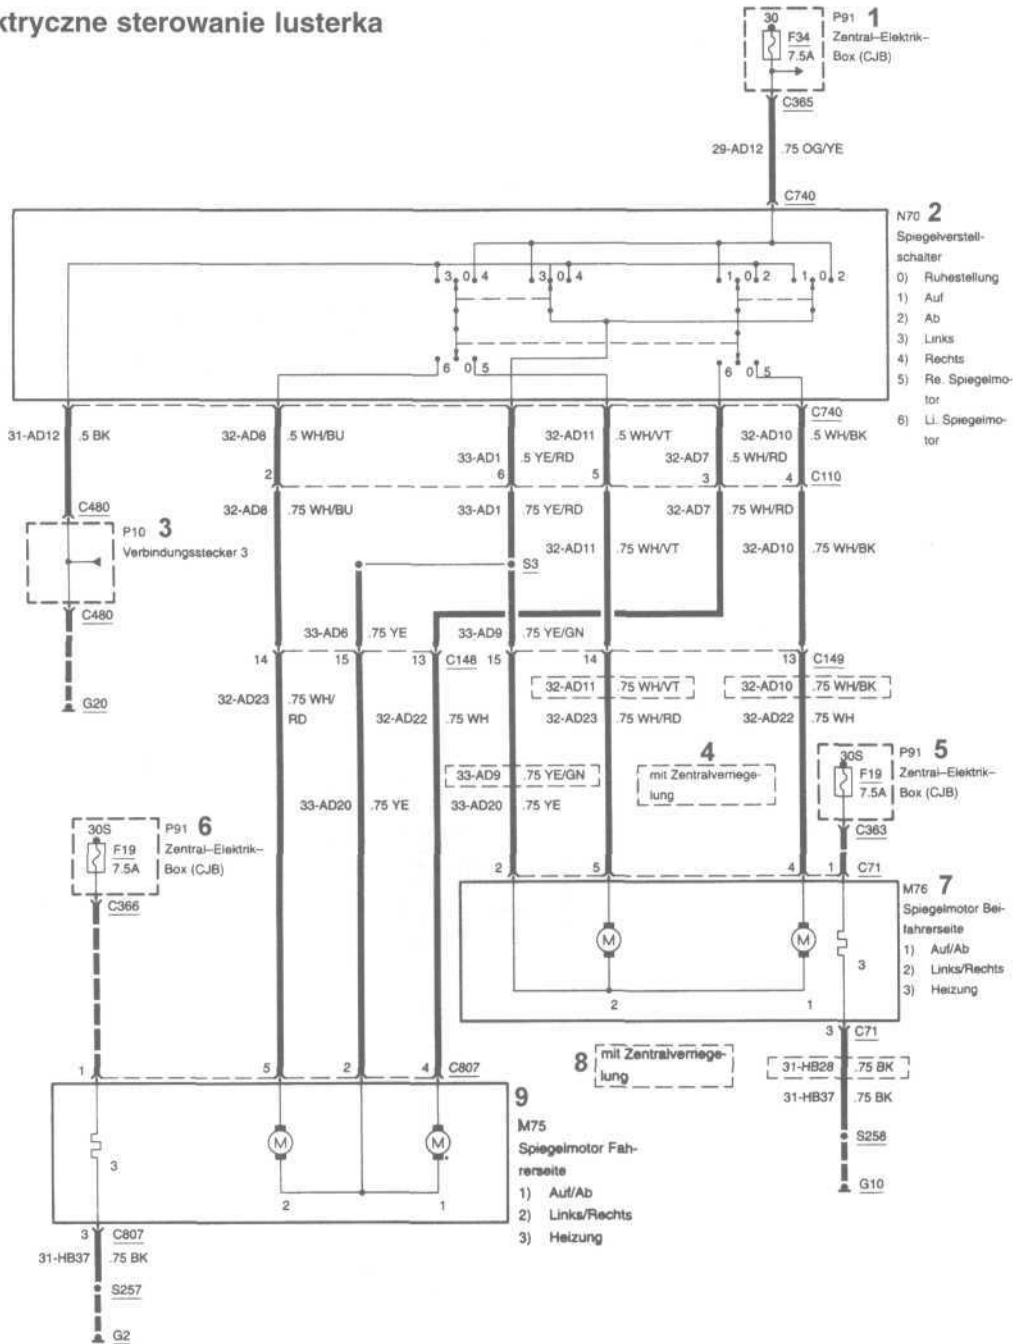 ktryczne sterowanie lusterka
30
P91 1
F34
Zentral-Elektrik-
7.5A
Box (CJB)
C365
29-AD12 .75 OG/YE
C740
N70 2
Spiegelverstell-
schalter
0) Ruhestellung
1) Auf
2) Ab
3) Links
4) Rechts
5) Re. Spiegelmo-
tor
6) Li. Spiegelmo-
tor
3 0 4 3 0 4 1 0 2 1 0 2
6 0 5 6 0 5
C740
31-AD12 .5 BK 32-AD8 .5 WH/BU 32-AD11 .5 WH/VT 32-AD10 .5 WH/BK
33-AD1 .5 YE/RD 32-AD7 .5 WH/RD
2 6 5 3 4 C110
C480
32-AD8 .75 WH/BU 33-AD1 .75 YE/RD 32-AD7 .75 WH/RD
P10 3
Verbindungsstecker 3
32-AD11 .75 WH/VT 32-AD10 .75 WH/BK
S3
C480
33-AD6 .75 YE 33-AD9 .75 YE/GN
14 15 13 C148 15 14 13 C149
32-AD11 .75 WH/VT 32-AD10 .75 WH/BK
G20
32-AD23 .75 WH/
RD
32-AD22 .75 WH 32-AD23 .75 WH/RD 32-AD22 .75 WH
4
mit Zentralverriege-
lung
30S
P91 5
F19
Zentral-Elektrik-
7.5A
Box (CJB)
33-AD9 .75 YE/GN
33-AD20 .75 YE 33-AD20 .75 YE
C363
30S
P91 6
F19
Zentral-Elektrik-
7.5A
Box (CJB)
2 5 4 1 C71
C366
M76 7
Spiegelmotor Bei-
fahrerseite
1) Auf/Ab
2) Links/Rechts
3) Heizung
M M
3
2 1
3 C71
8
mit Zentralverriege-
lung
31-HB28 .75 BK
31-HB37 .75 BK
1 5 2 4 C807
S258
G10
9
M75
Spiegelmotor Fah-
rerseite
1) Auf/Ab
2) Links/Rechts
3) Heizung
M M
3
2 1
3 C807
31-HB37 .75 BK
S257
G2